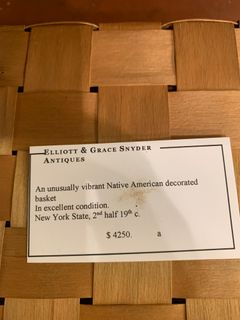 ELLIOTT & GRACE SNYDER
ANTIQUES
An unusually vibrant Native American decorated
basket
In excellent condition.
New York State, 2nd half 19th c.
$ 4250. a